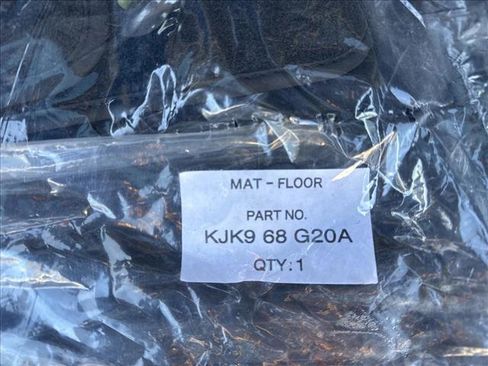 MAT - FLOOR
PART NO.
KJK9 68 G20A
QTY: 1